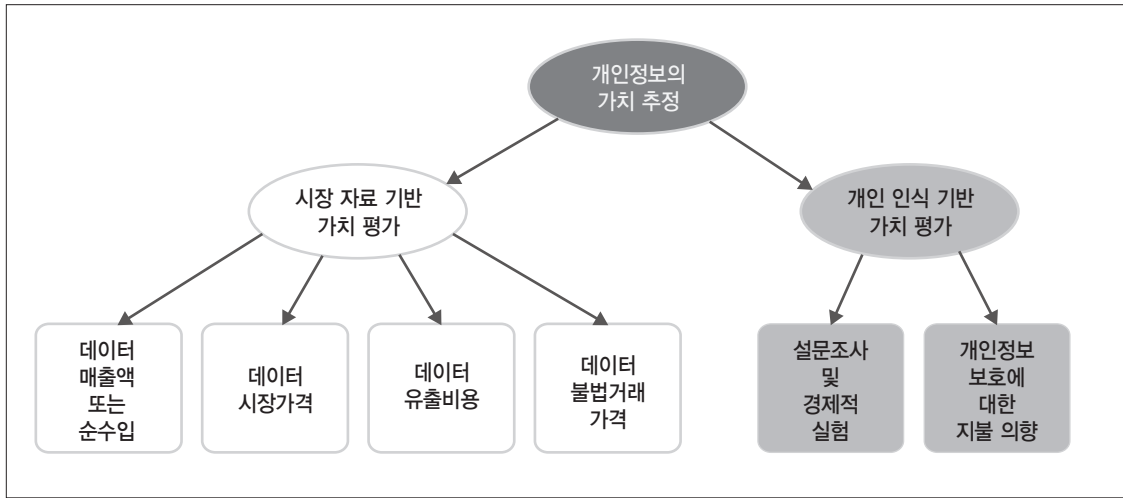 개인정보의
가치 추정
시장 자료 기반
가치 평가
개인 인식 기반
가치 평가
데이터
매출액
또는
순수입
데이터
시장가격
데이터
유출비용
데이터
불법거래
가격
설문조사
및
경제적
실험
개인정보
보호에
대한
지불 의향